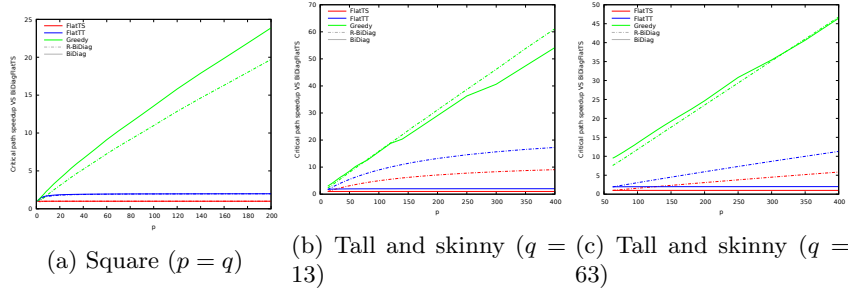 25
20
15
10
5
0
0 20 40 60 80 100 120 140 160 180 200
Critical path speedup VS BiDiagFlatTS
p
FlatTS
FlatTT
Greedy
R-BiDiag
BiDiag
(a) Square (p = q)
70
60
50
40
30
20
10
0
0 50 100 150 200 250 300 350 400
Critical path speedup VS BiDiagFlatTS
p
FlatTS
FlatTT
Greedy
R-BiDiag
BiDiag
(b) Tall and skinny (q =
13)
50
45
40
35
30
25
20
15
10
5
0
50 100 150 200 250 300 350 400
Critical path speedup VS BiDiagFlatTS
p
FlatTS
FlatTT
Greedy
R-BiDiag
BiDiag
(c) Tall and skinny (q =
63)